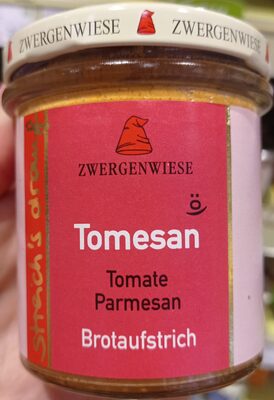 ZWERGENWIESE
ZWERGENWIESE
ZWERGENWIESE
ö
Tomesan
Tomate
Parmesan
Brotaufstrich
streich's drauf